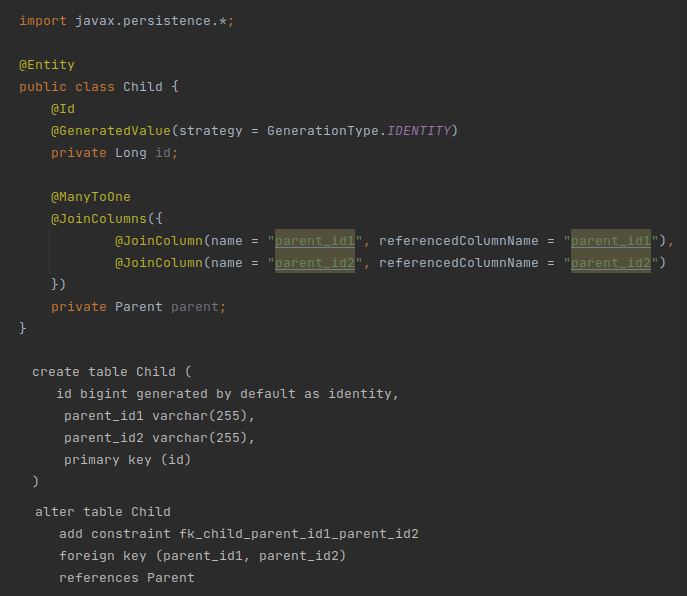 import javax.persistence.*;
@Entity
public class Child {
@Id
@GeneratedValue(strategy = GenerationType.IDENTITY)
private Long id;
@ManyToOne
@JoinColumns({
@JoinColumn(name = "parent_id1", referencedColumnName = "parent_id1"),
@JoinColumn(name = "parent_id2", referencedColumnName = "parent_id2")
})
private Parent parent;
}
create table Child (
id bigint generated by default as identity,
parent_id1 varchar(255),
parent_id2 varchar(255),
primary key (id)
)
alter table Child
add constraint fk_child_parent_id1_parent_id2
foreign key (parent_id1, parent_id2)
references Parent